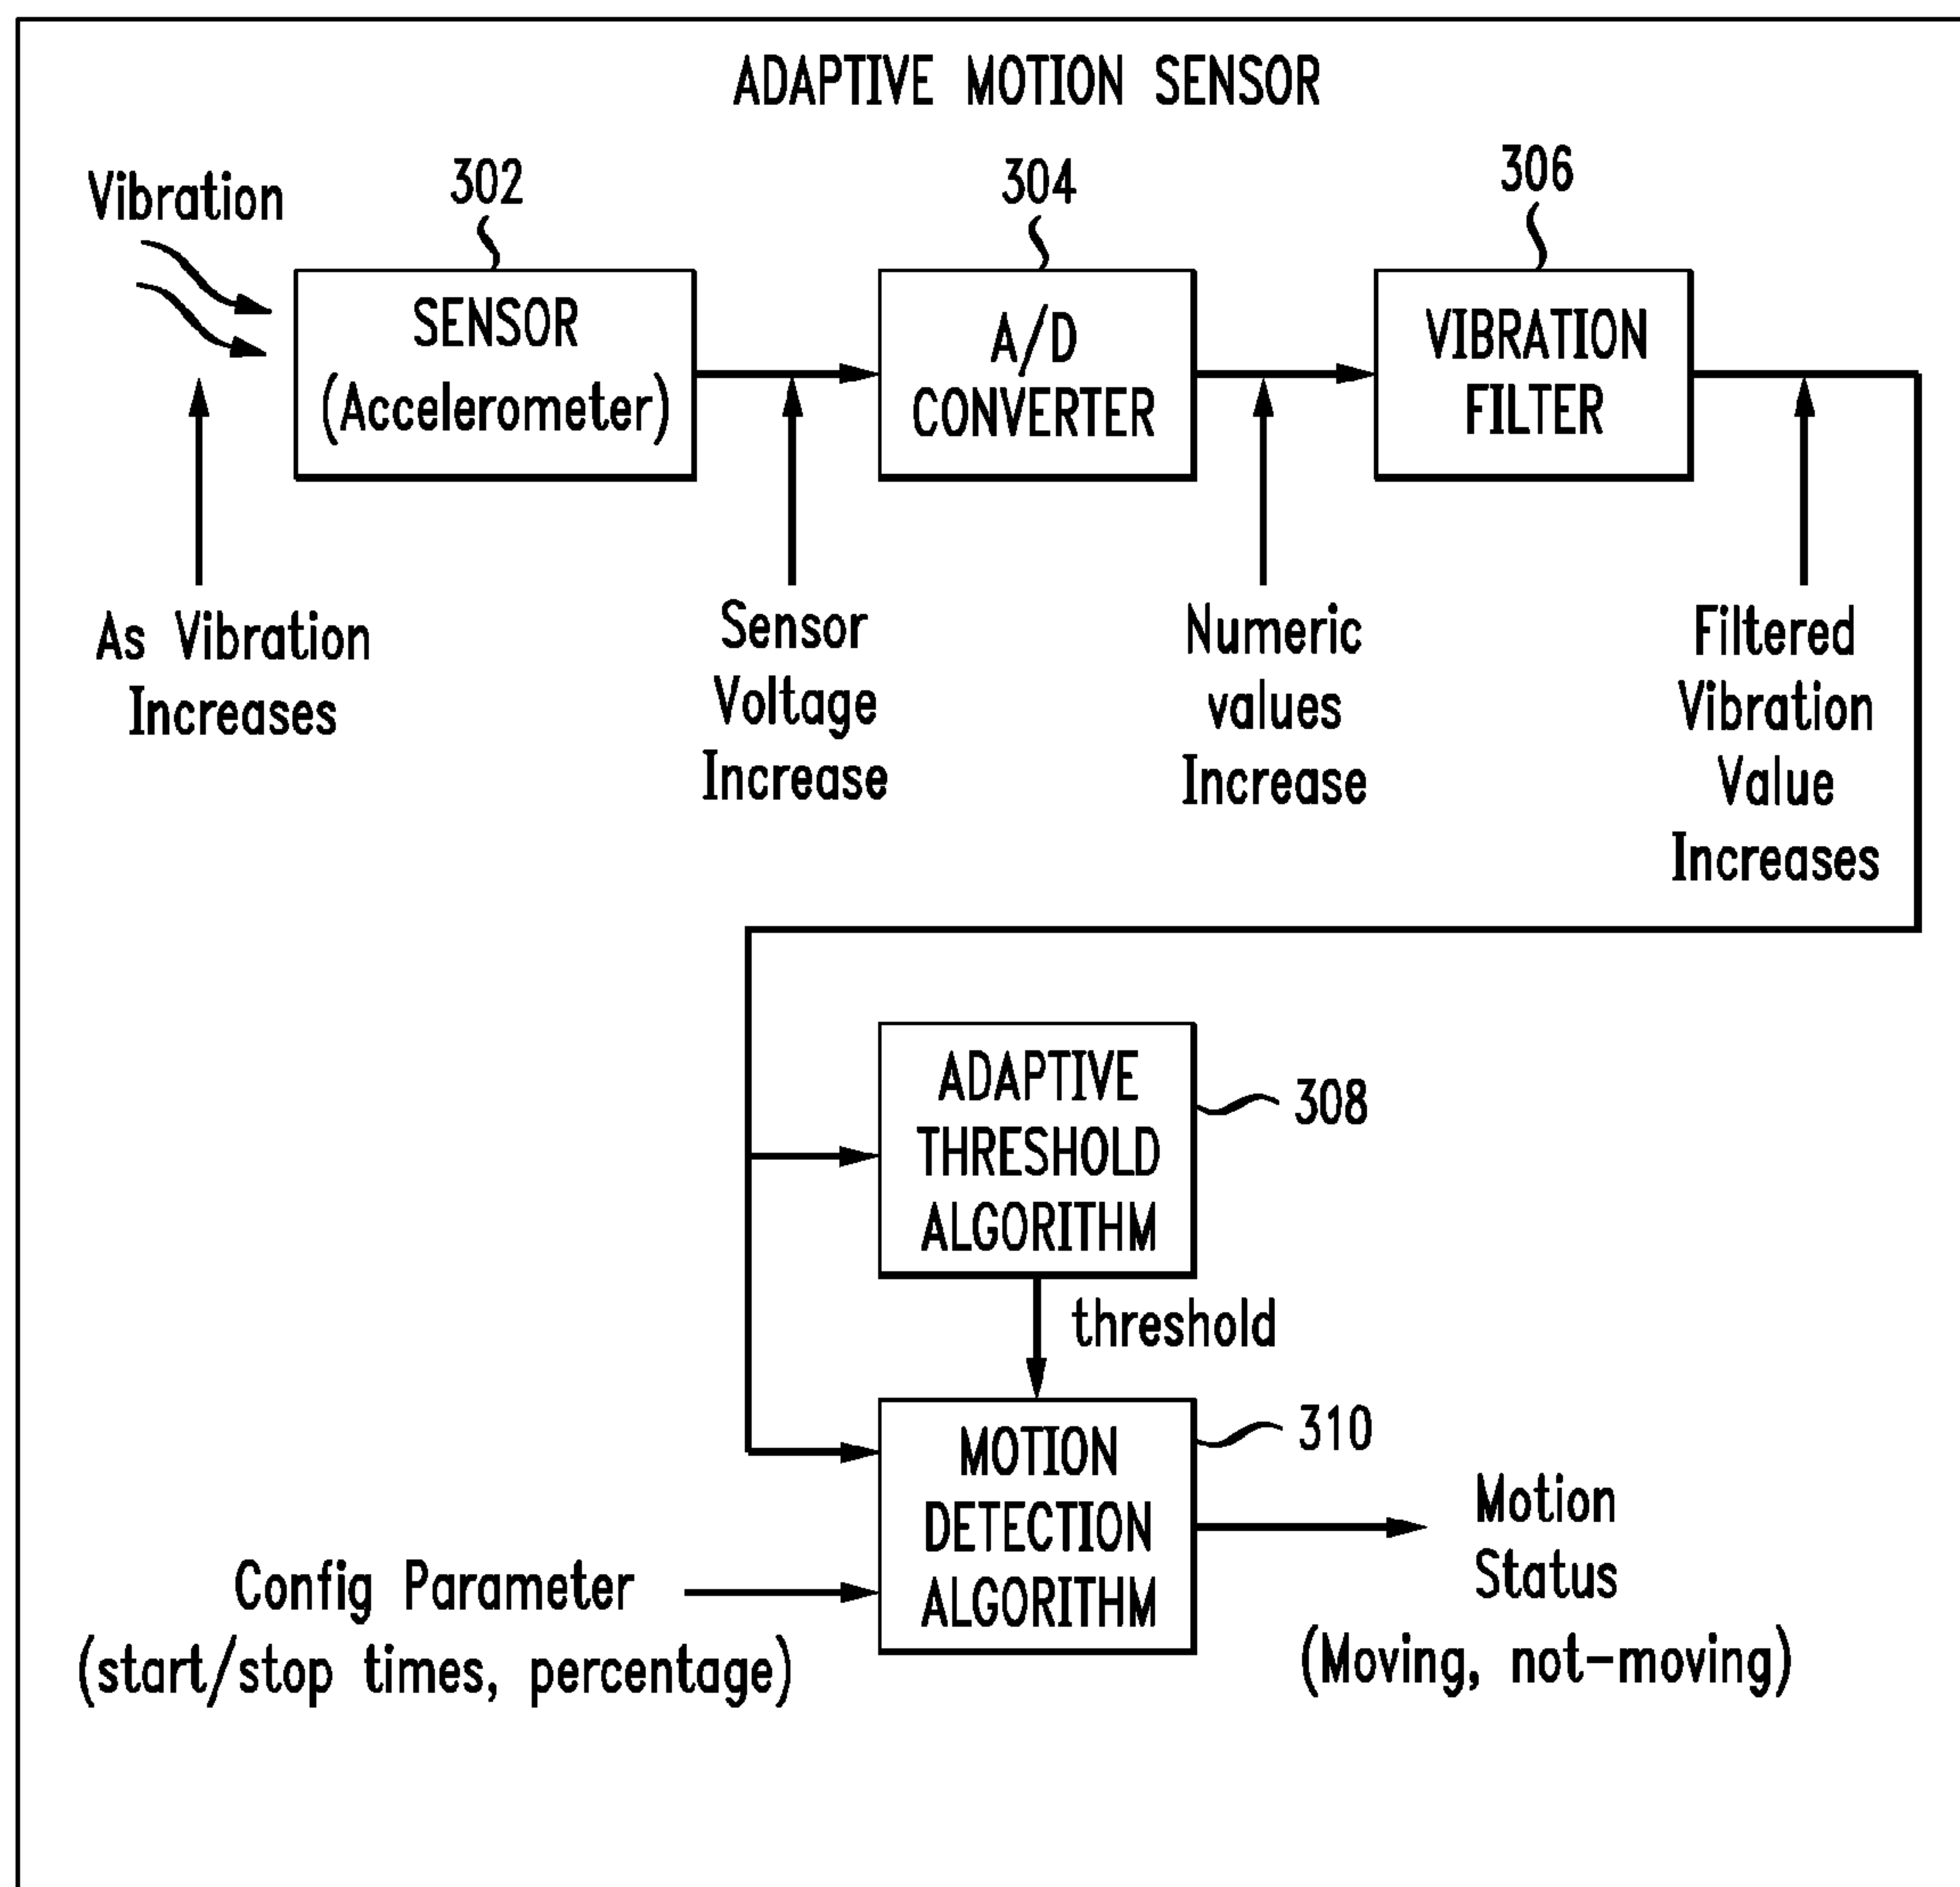 ADAPTIVE MOTION SENSOR
Vibration
302
304
306
SENSOR
(Accelerometer)
A/D
CONVERTER
VIBRATION
FILTER
As Vibration
Increases
Sensor
Voltage
Increase
Numeric
values
Increase
Filtered
Vibration
Value
Increases
ADAPTIVE
THRESHOLD
ALGORITHM
308
threshold
MOTION
DETECTION
ALGORITHM
310
Config Parameter
(start/stop times, percentage)
Motion
Status
(Moving, not-moving)